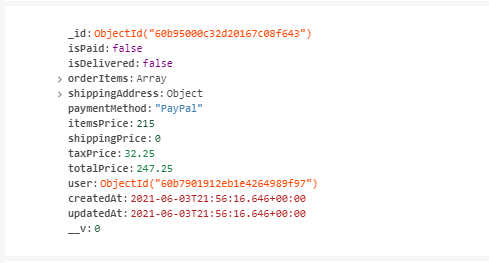 _id: ObjectId("60b95000c32d20167c08f643")
isPaid: false
isDelivered: false
orderItems: Array
shippingAddress: Object
paymentMethod: "PayPal"
itemsPrice: 215
shippingPrice: 0
taxPrice: 32.25
totalPrice: 247.25
user: ObjectId("60b7901912eb1e4264989f97")
createdAt: 2021-06-03T21:56:16.646+00:00
updatedAt: 2021-06-03T21:56:16.646+00:00
__v: 0